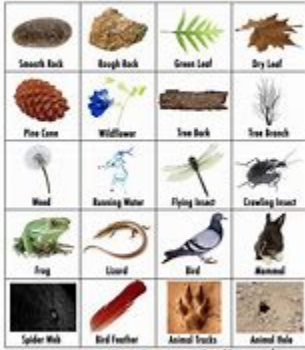 Smooth Rock
Rough Rock
Green Leaf
Dry Leaf
Pine Cone
Wildflower
Tree Bark
Tree Branch
Weed
Running Water
Flying Insect
Crawling Insect
Frog
Lizard
Bird
Mammal
Spider Web
Bird Feather
Animal Tracks
Animal Hole